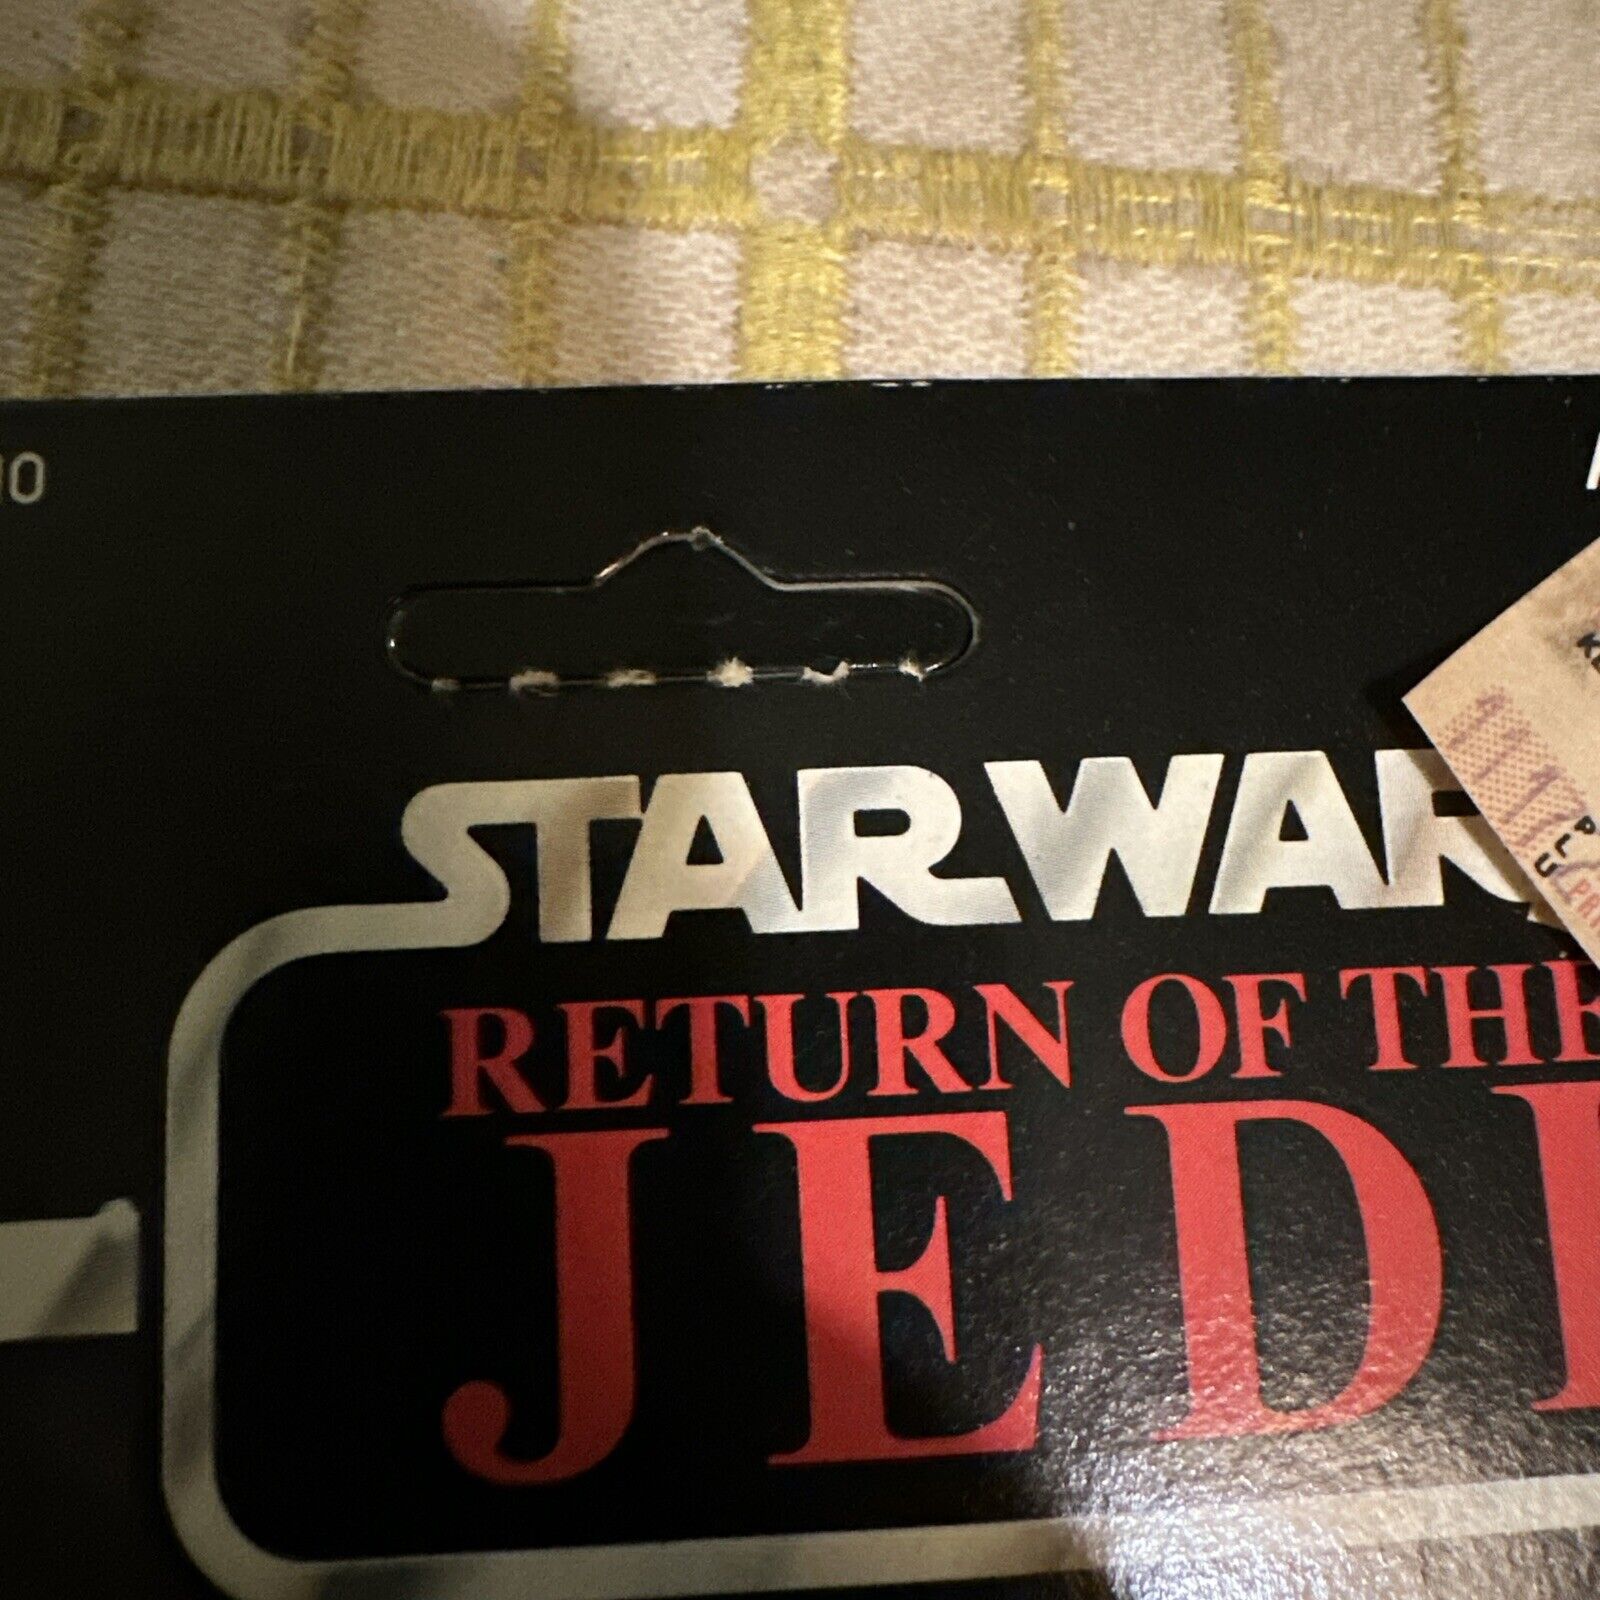 STAR WAR
RETURN OF THE
JEDI